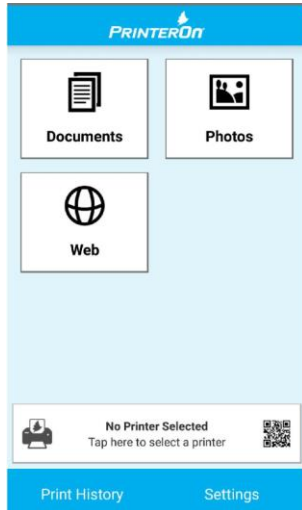 PRINTERON
Documents
Photos
Web
No Printer Selected
Tap here to select a printer
Print History
Settings